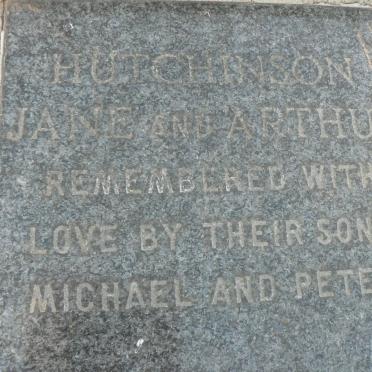 HUTCHINSON
JANE AND ARTHU
REMEMBERED WITH
LOVE BY THEIR SON
MICHAEL AND PETE